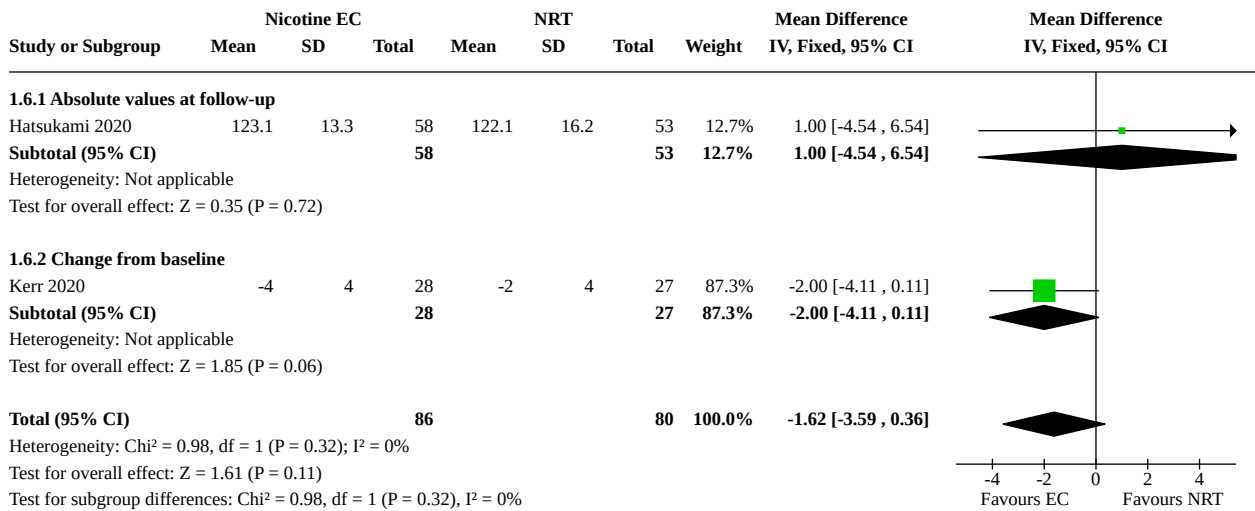 Nicotine EC NRT Mean Difference Mean Difference
Study or Subgroup Mean SD Total Mean SD Total Weight IV, Fixed, 95% CI IV, Fixed, 95% CI
1.6.1 Absolute values at follow-up
Hatsukami 2020 123.1 13.3 58 122.1 16.2 53 12.7% 1.00 [-4.54 , 6.54]
Subtotal (95% CI) 58 53 12.7% 1.00 [-4.54 , 6.54]
Heterogeneity: Not applicable
Test for overall effect: Z = 0.35 (P = 0.72)
1.6.2 Change from baseline
Kerr 2020 -4 4 28 -2 4 27 87.3% -2.00 [-4.11 , 0.11]
Subtotal (95% CI) 28 27 87.3% -2.00 [-4.11 , 0.11]
Heterogeneity: Not applicable
Test for overall effect: Z = 1.85 (P = 0.06)
Total (95% CI) 86 80 100.0% -1.62 [-3.59 , 0.36]
Heterogeneity: Chi² = 0.98, df = 1 (P = 0.32); I² = 0%
Test for overall effect: Z = 1.61 (P = 0.11)
-4 -2 0 2 4
Test for subgroup differences: Chi² = 0.98, df = 1 (P = 0.32), I² = 0%
Favours EC Favours NRT